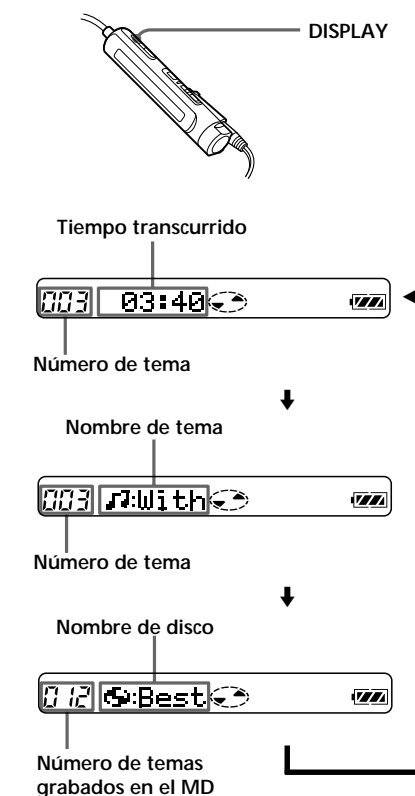 DISPLAY
Tiempo transcurrido
003 03:40
Número de tema
Nombre de tema
003 ♫:With
Número de tema
Nombre de disco
012 :Best
Número de temas
grabados en el MD